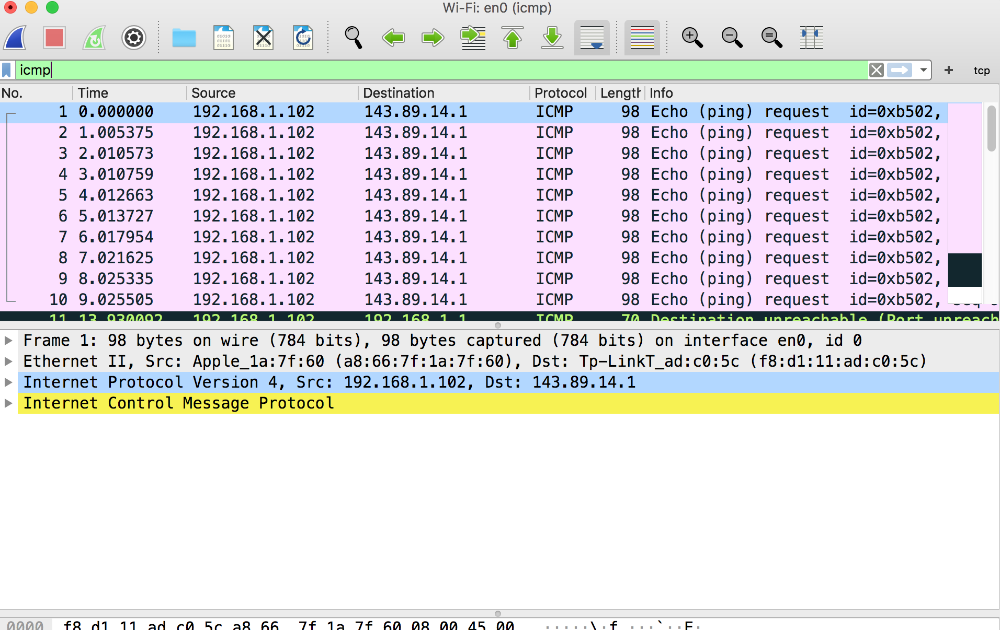 Wi-Fi: en0 (icmp)
icmp
+ tcp
No. Time Source Destination Protocol Length Info
1 0.000000 192.168.1.102 143.89.14.1 ICMP 98 Echo (ping) request id=0xb502,
2 1.005375 192.168.1.102 143.89.14.1 ICMP 98 Echo (ping) request id=0xb502,
3 2.010573 192.168.1.102 143.89.14.1 ICMP 98 Echo (ping) request id=0xb502,
4 3.010759 192.168.1.102 143.89.14.1 ICMP 98 Echo (ping) request id=0xb502,
5 4.012663 192.168.1.102 143.89.14.1 ICMP 98 Echo (ping) request id=0xb502,
6 5.013727 192.168.1.102 143.89.14.1 ICMP 98 Echo (ping) request id=0xb502,
7 6.017954 192.168.1.102 143.89.14.1 ICMP 98 Echo (ping) request id=0xb502,
8 7.021625 192.168.1.102 143.89.14.1 ICMP 98 Echo (ping) request id=0xb502,
9 8.025335 192.168.1.102 143.89.14.1 ICMP 98 Echo (ping) request id=0xb502,
10 9.025505 192.168.1.102 143.89.14.1 ICMP 98 Echo (ping) request id=0xb502,
11 13.930092 192.168.1.102 192.168.1.1 ICMP 70 Destination unreachable (Port unreach
Frame 1: 98 bytes on wire (784 bits), 98 bytes captured (784 bits) on interface en0, id 0
Ethernet II, Src: Apple_1a:7f:60 (a8:66:7f:1a:7f:60), Dst: Tp-LinkT_ad:c0:5c (f8:d1:11:ad:c0:5c)
Internet Protocol Version 4, Src: 192.168.1.102, Dst: 143.89.14.1
Internet Control Message Protocol
0000 f8 d1 11 ad c0 5c a8 66 7f 1a 7f 60 08 00 45 00 ·····\·f ···`··E·